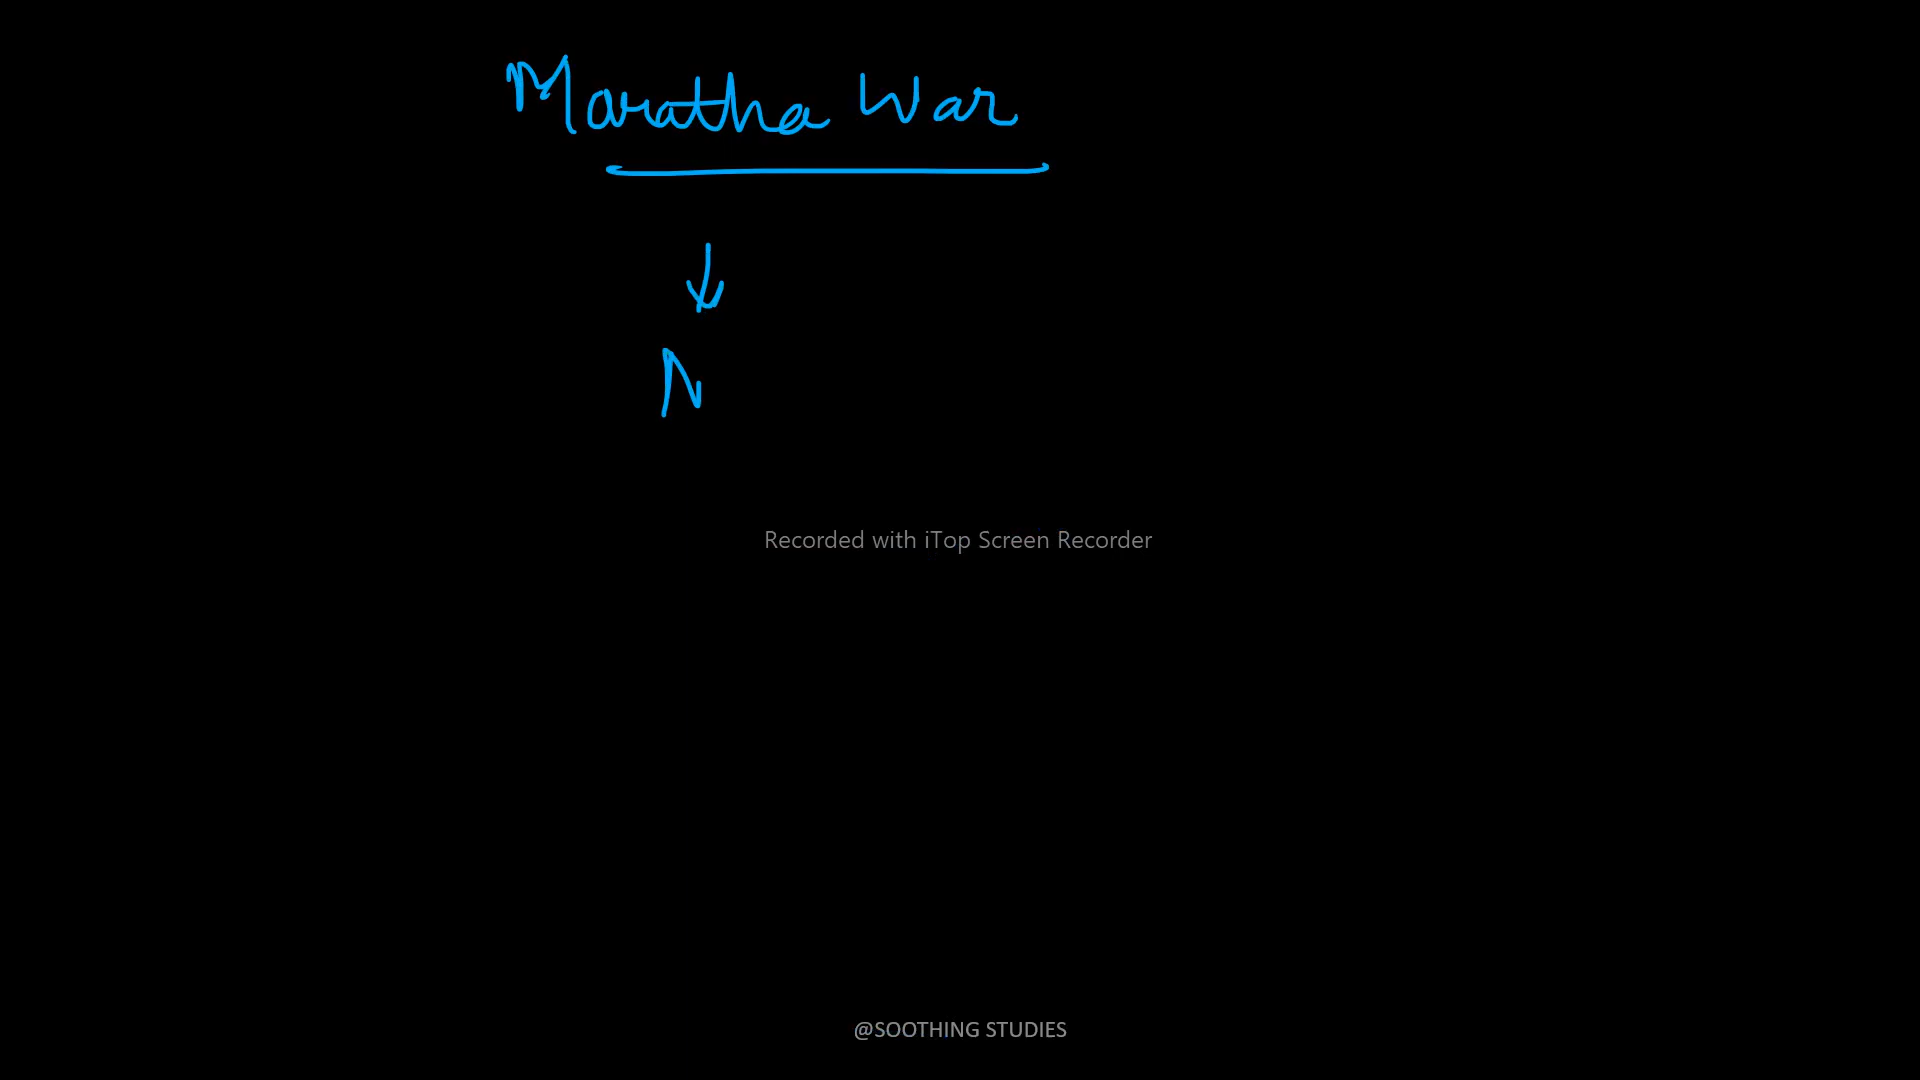 Maratha War
↓
N
Recorded with iTop Screen Recorder
@SOOTHING STUDIES